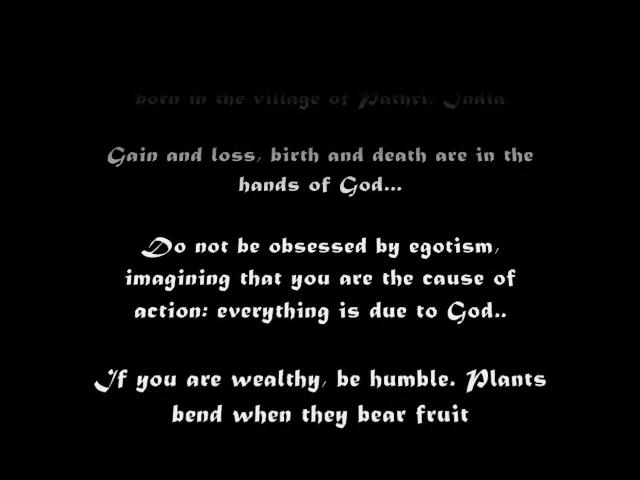 born in the village of Pathri, India
Gain and loss, birth and death are in the
hands of God...
Do not be obsessed by egotism,
imagining that you are the cause of
action: everything is due to God..
If you are wealthy, be humble. Plants
bend when they bear fruit